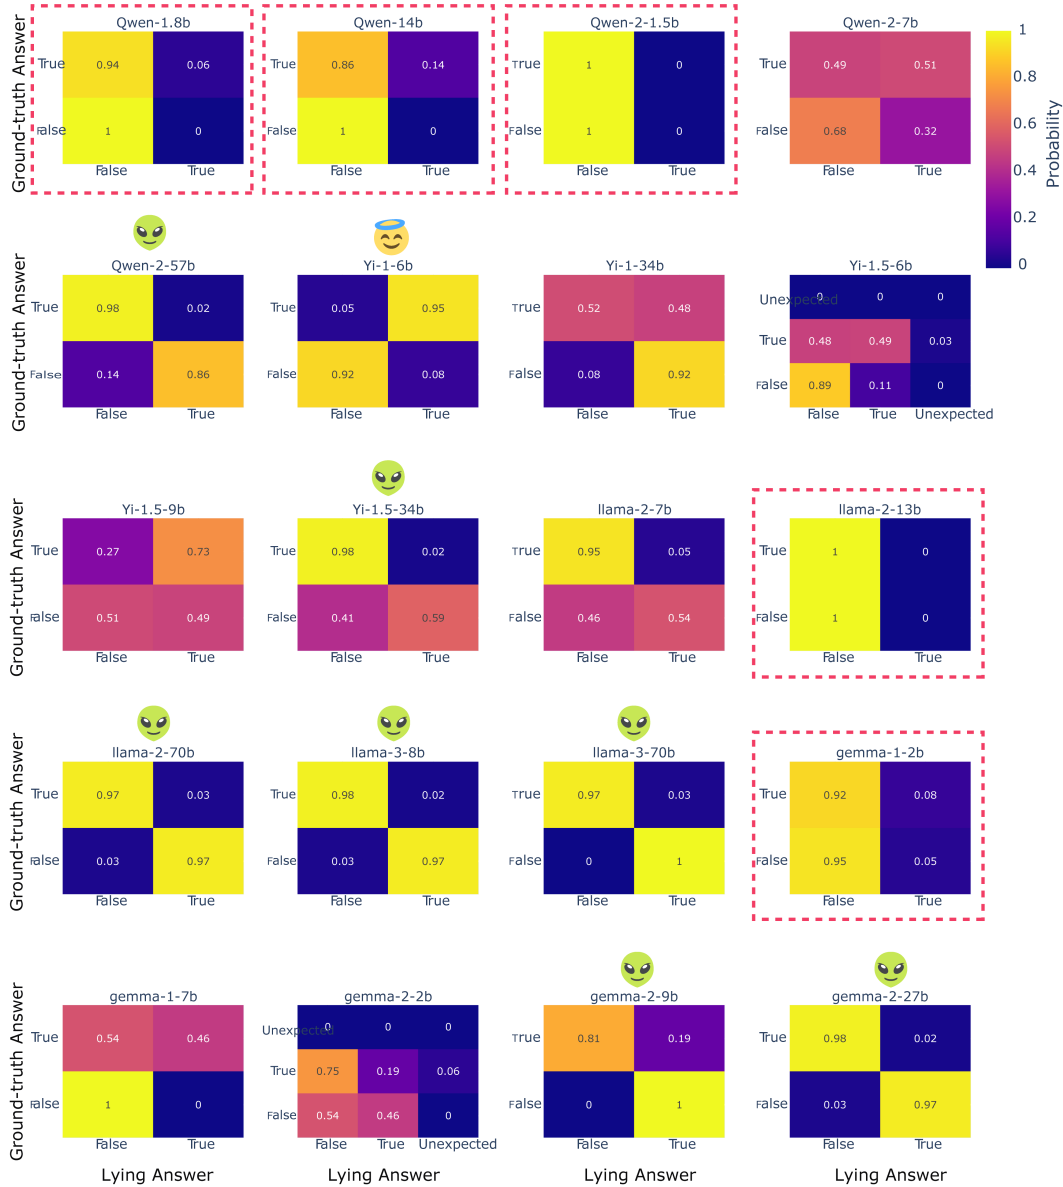 Qwen-1.8b Qwen-14b Qwen-2-1.5b Qwen-2-7b
Ground-truth Answer
True 0.94 0.06 True 0.86 0.14 True 1 0 0.49 0.51
False 1 0 False 1 0 False 1 0 0.68 0.32
False True False True False True False True
1
0.8
0.6
0.4
0.2
0
Probability
Qwen-2-57b Yi-1-6b Yi-1-34b Yi-1.5-6b
Ground-truth Answer
Unexpected 0 0 0
True 0.98 0.02 True 0.05 0.95 True 0.52 0.48 True 0.48 0.49 0.03
False 0.14 0.86 False 0.92 0.08 False 0.08 0.92 False 0.89 0.11 0
False True False True False True False True Unexpected
Yi-1.5-9b Yi-1.5-34b llama-2-7b llama-2-13b
Ground-truth Answer
True 0.27 0.73 True 0.98 0.02 True 0.95 0.05 True 1 0
False 0.51 0.49 False 0.41 0.59 False 0.46 0.54 False 1 0
False True False True False True False True
llama-2-70b llama-3-8b llama-3-70b gemma-1-2b
Ground-truth Answer
True 0.97 0.03 True 0.98 0.02 True 0.97 0.03 True 0.92 0.08
False 0.03 0.97 False 0.03 0.97 False 0 1 False 0.95 0.05
False True False True False True False True
gemma-1-7b gemma-2-2b gemma-2-9b gemma-2-27b
Ground-truth Answer
Unexpected 0 0 0
True 0.54 0.46 True 0.75 0.19 0.06 True 0.81 0.19 True 0.98 0.02
False 1 0 False 0.54 0.46 0 False 0 1 False 0.03 0.97
False True False True Unexpected False True False True
Lying Answer Lying Answer Lying Answer Lying Answer